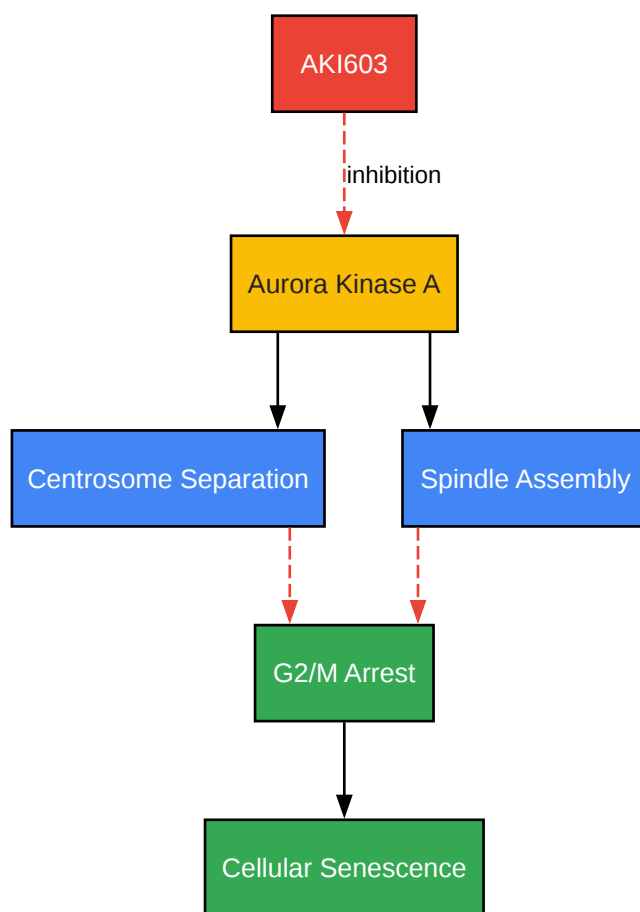 AKI603
inhibition
Aurora Kinase A
Centrosome Separation
Spindle Assembly
G2/M Arrest
Cellular Senescence